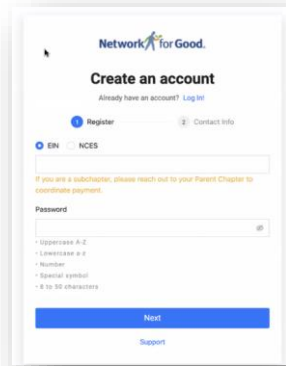 Network for Good.
Create an account
Already have an account? Log In!
1 Register 2 Contact Info
EIN NCES
If you are a subchapter, please reach out to your Parent Chapter to
coordinate payment.
Password
- Uppercase A-Z
- Lowercase a-z
- Number
- Special symbol
- 8 to 50 characters
Next
Support